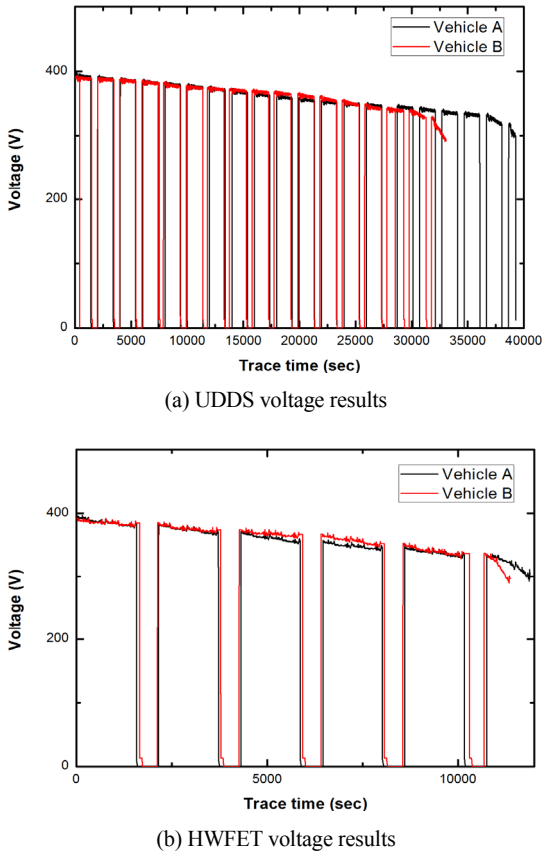 Vehicle A
Vehicle B
400
200
0
Voltage (V)
0 5000 10000 15000 20000 25000 30000 35000 40000
Trace time (sec)
(a) UDDS voltage results
Vehicle A
Vehicle B
400
200
0
Voltage (V)
0 5000 10000
Trace time (sec)
(b) HWFET voltage results